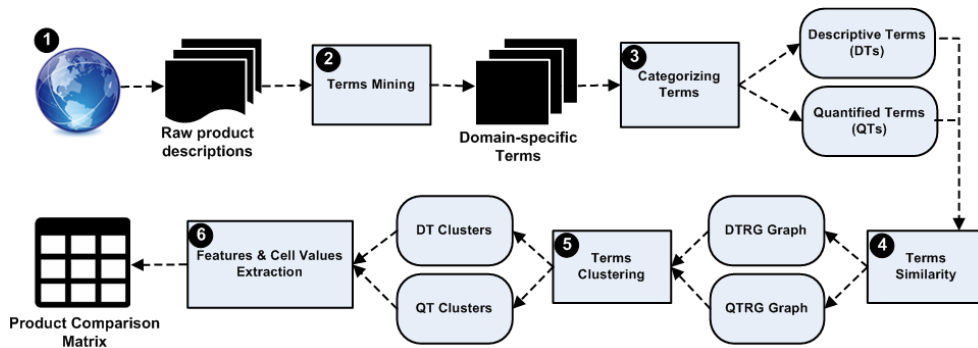 1
Raw product
descriptions
2
Terms Mining
Domain-specific
Terms
3
Categorizing
Terms
Descriptive Terms
(DTs)
Quantified Terms
(QTs)
4
Terms
Similarity
DTRG Graph
QTRG Graph
5
Terms
Clustering
DT Clusters
QT Clusters
6
Features & Cell Values
Extraction
Product Comparison
Matrix